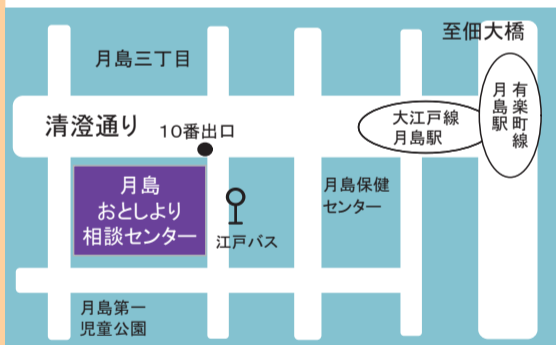 至佃大橋
月島三丁目
有楽町線
月島駅
清澄通り
10番出口
大江戸線
月島駅
月島
おとしより
相談センター
月島保健
センター
江戸バス
月島第一
児童公園